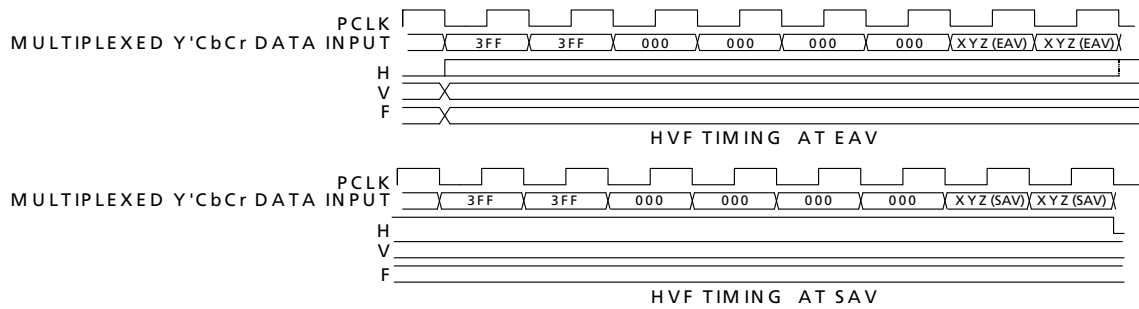 PCLK
MULTIPLEXED Y'CbCr DATA INPUT 3FF 3FF 000 000 000 000 XYZ (EAV) XYZ (EAV)
H
V
F
HVF TIMING AT EAV
PCLK
MULTIPLEXED Y'CbCr DATA INPUT 3FF 3FF 000 000 000 000 XYZ (SAV) XYZ (SAV)
H
V
F
HVF TIMING AT SAV